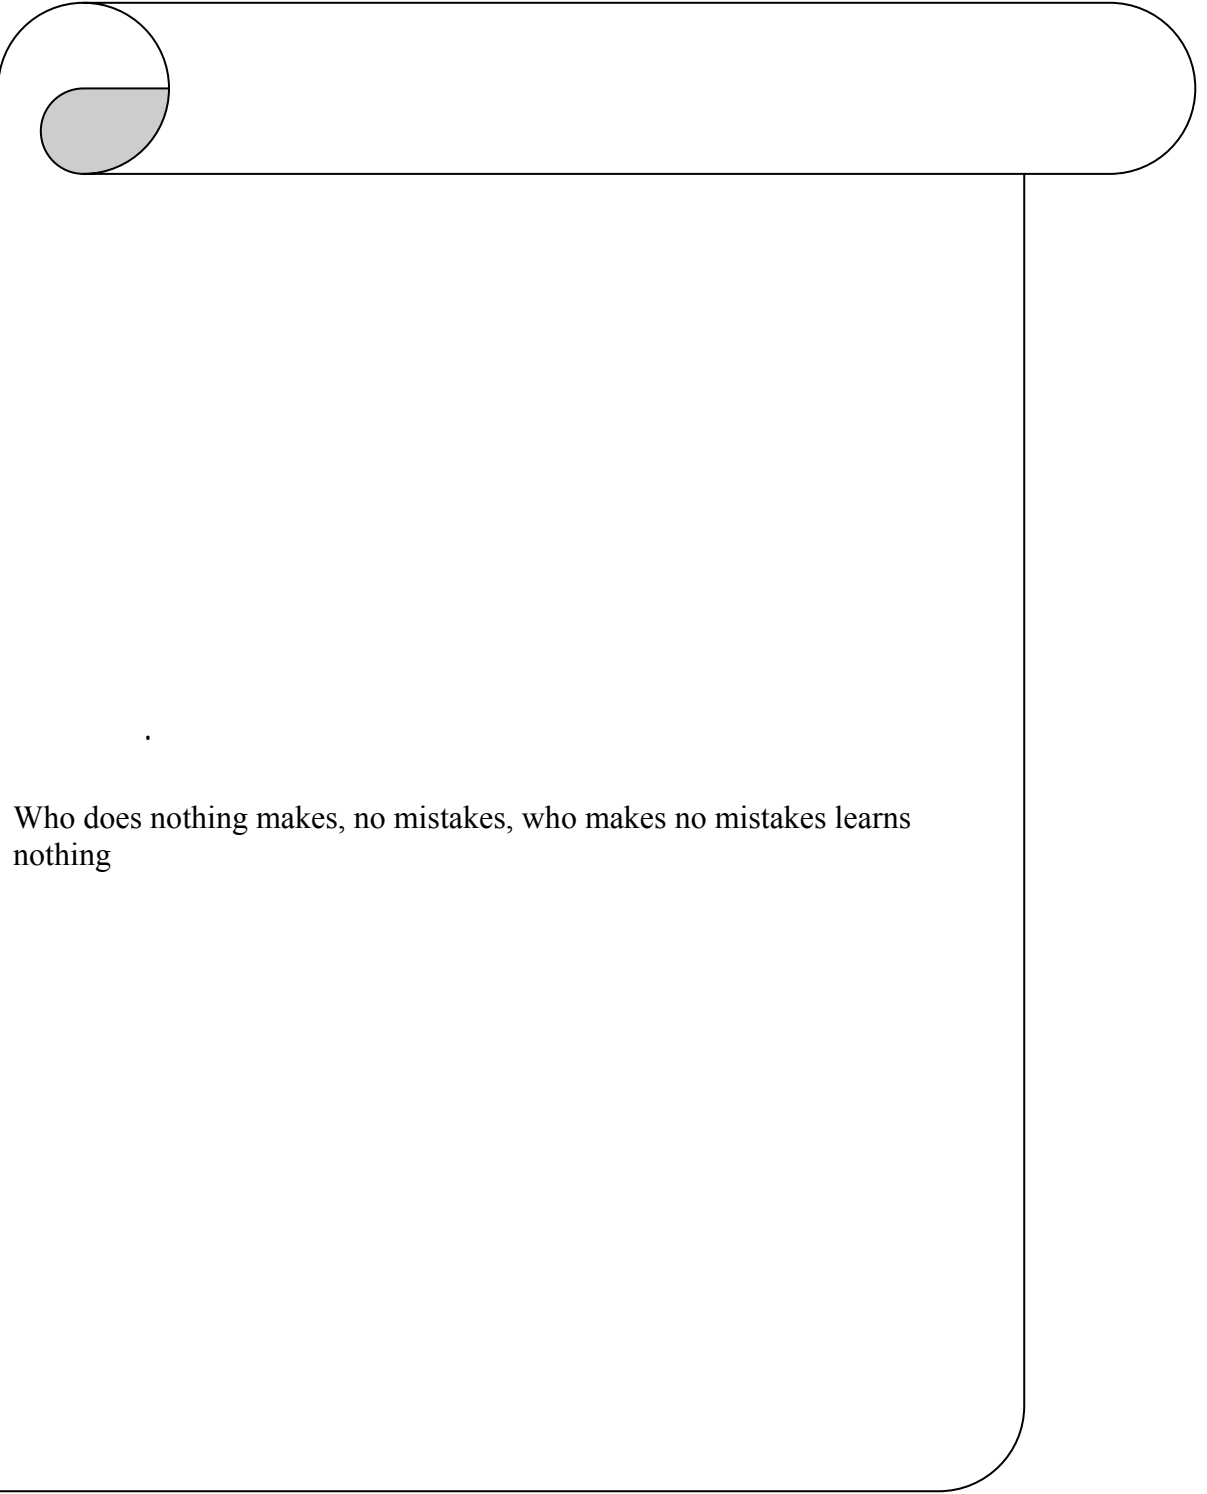 .
Who does nothing makes, no mistakes, who makes no mistakes learns
nothing